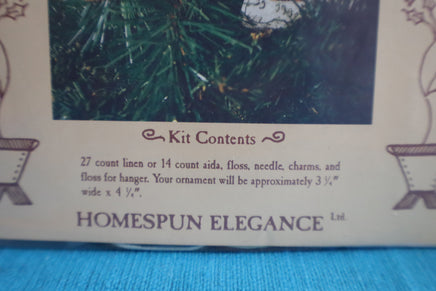 Kit Contents
27 count linen or 14 count aida, floss, needle, charms, and
floss for hanger. Your ornament will be approximately 3 ¼"
wide x 4 ¼".
HOMESPUN ELEGANCE Ltd.